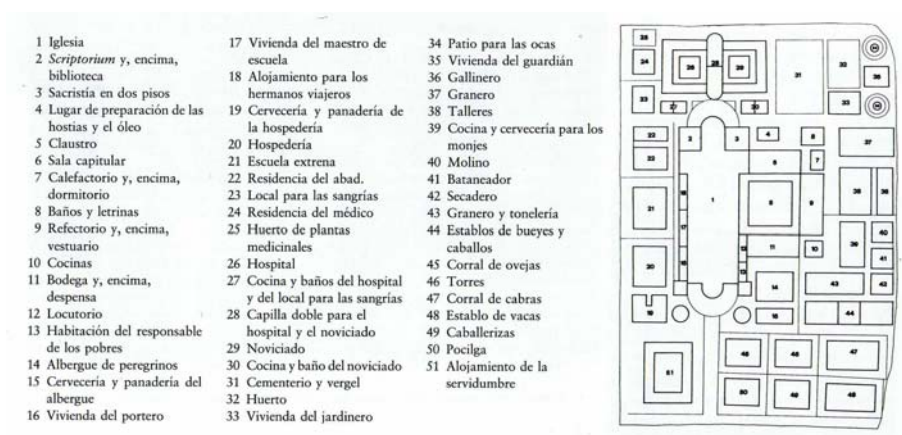 1 Iglesia
2 Scriptorium y, encima,
biblioteca
3 Sacristía en dos pisos
4 Lugar de preparación de las
hostias y el óleo
5 Claustro
6 Sala capitular
7 Calefactorio y, encima,
dormitorio
8 Baños y letrinas
9 Refectorio y, encima,
vestuario
10 Cocinas
11 Bodega y, encima,
despensa
12 Locutorio
13 Habitación del responsable
de los pobres
14 Albergue de peregrinos
15 Cervecería y panadería del
albergue
16 Vivienda del portero
17 Vivienda del maestro de
escuela
18 Alojamiento para los
hermanos viajeros
19 Cervecería y panadería de
la hospedería
20 Hospedería
21 Escuela extrena
22 Residencia del abad.
23 Local para las sangrías
24 Residencia del médico
25 Huerto de plantas
medicinales
26 Hospital
27 Cocina y baños del hospital
y del local para las sangrías
28 Capilla doble para el
hospital y el noviciado
29 Noviciado
30 Cocina y baño del noviciado
31 Cementerio y vergel
32 Huerto
33 Vivienda del jardinero
34 Patio para las ocas
35 Vivienda del guardián
36 Gallinero
37 Granero
38 Talleres
39 Cocina y cervecería para los
monjes
40 Molino
41 Bataneador
42 Secadero
43 Granero y tonelería
44 Establos de bueyes y
caballos
45 Corral de ovejas
46 Torres
47 Corral de cabras
48 Establo de vacas
49 Caballerizas
50 Pocilga
51 Alojamiento de la
servidumbre